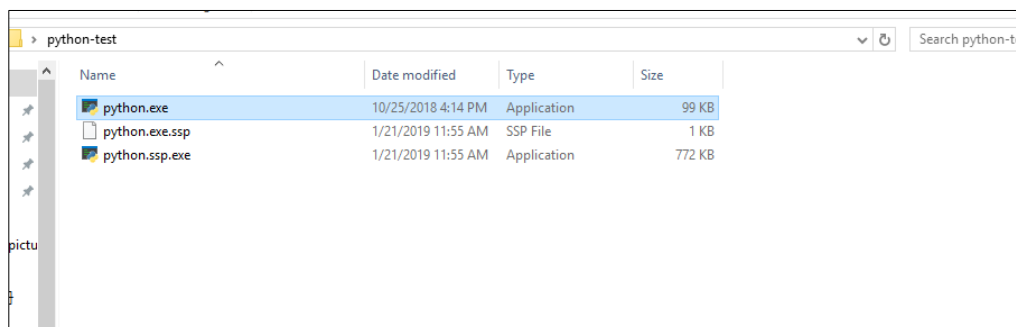 › python-test Search python-t
Name Date modified Type Size
python.exe 10/25/2018 4:14 PM Application 99 KB
python.exe.ssp 1/21/2019 11:55 AM SSP File 1 KB
python.ssp.exe 1/21/2019 11:55 AM Application 772 KB
pictu